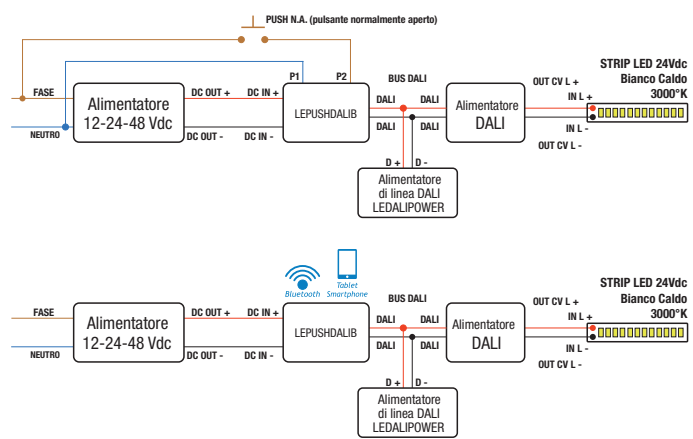 PUSH N.A. (pulsante normalmente aperto)
P1
P2
BUS DALI
STRIP LED 24Vdc
Bianco Caldo
3000°K
FASE
NEUTRO
Alimentatore
12-24-48 Vdc
DC OUT +
DC IN +
DC OUT -
DC IN -
LEPUSHDALIB
DALI
DALI
DALI
DALI
Alimentatore
DALI
OUT CV L +
IN L +
IN L -
OUT CV L -
D +
D -
Alimentatore
di linea DALI
LEDALIPOWER
Bluetooth
Tablet
Smartphone
BUS DALI
STRIP LED 24Vdc
Bianco Caldo
3000°K
FASE
NEUTRO
Alimentatore
12-24-48 Vdc
DC OUT +
DC IN +
DC OUT -
DC IN -
LEPUSHDALIB
DALI
DALI
DALI
DALI
Alimentatore
DALI
OUT CV L +
IN L +
IN L -
OUT CV L -
D +
D -
Alimentatore
di linea DALI
LEDALIPOWER